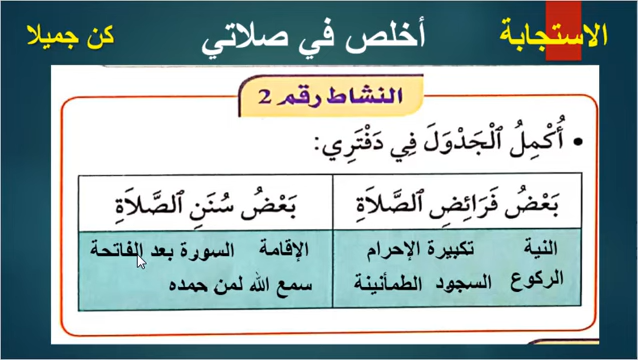 الاستجابة أخلص في صلاتي كن جميلا
النشاط رقم 2
• أُكْمِلُ ٱلْجَدْوَلَ فِي دَفْتَرِي:
بَعْضُ فَرَائِضِ ٱلصَّلَاةِ بَعْضُ سُنَنِ ٱلصَّلَاةِ
النية تكبيرة الإحرام الإقامة السورة بعد الفاتحة
الركوع السجود الطمأنينة سمع الله لمن حمده